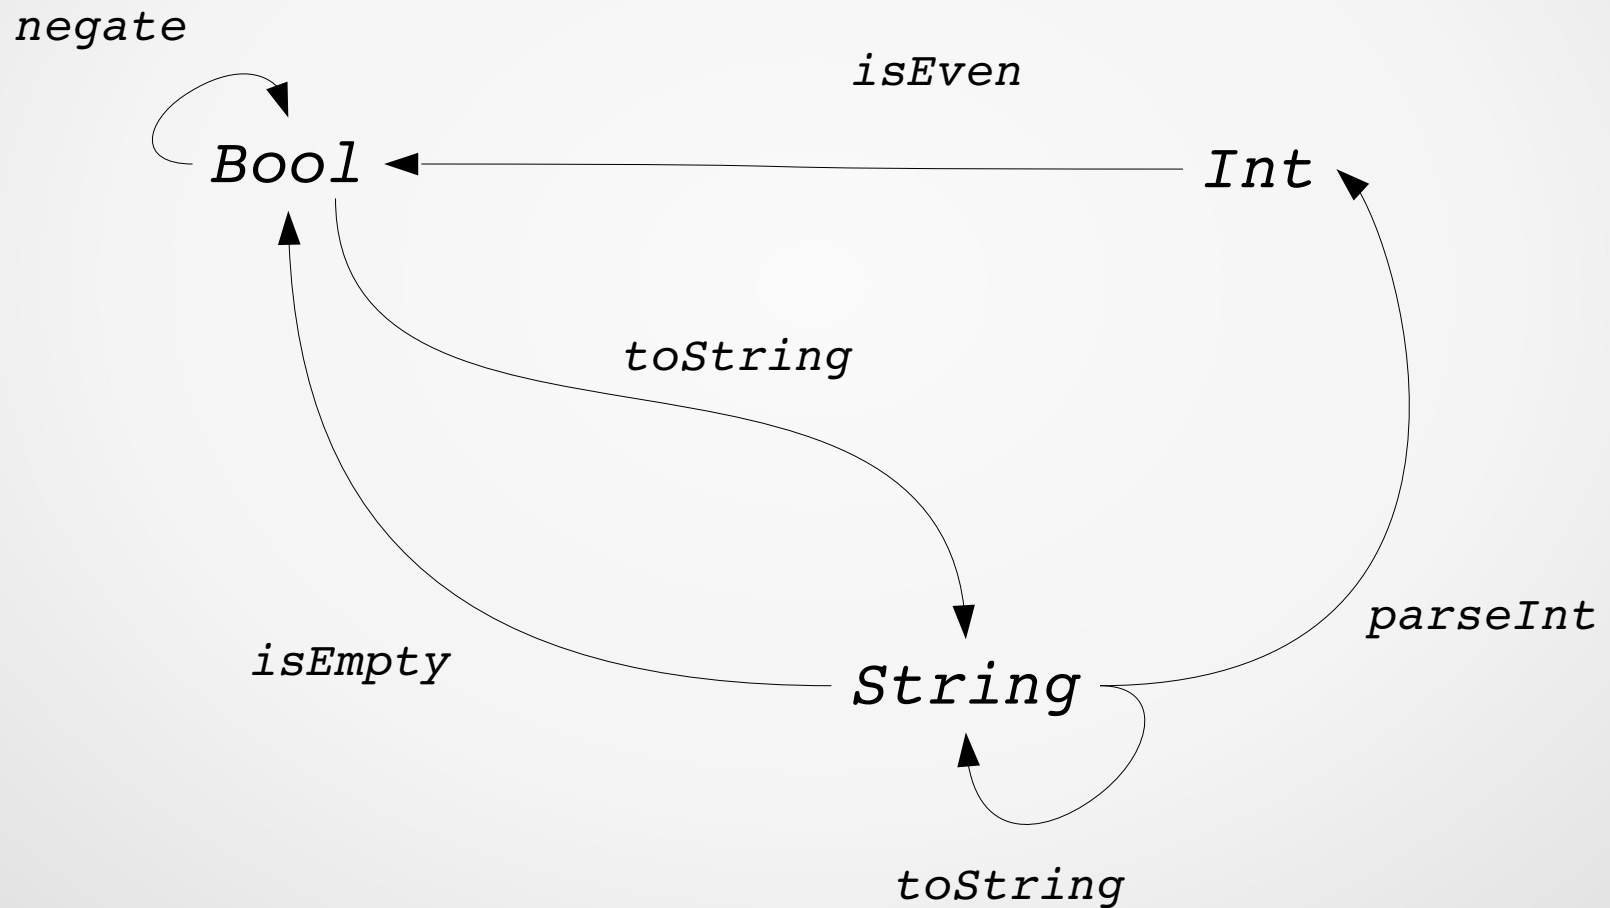 negate
isEven
Bool
Int
toString
parseInt
isEmpty
String
toString